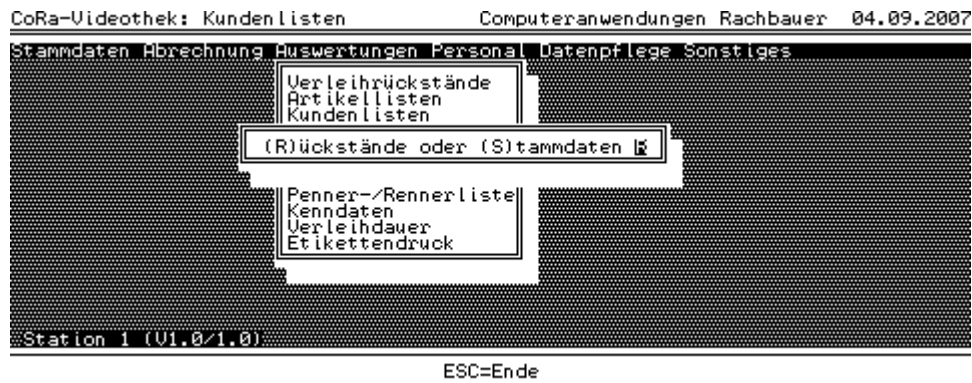 CoRa-Videothek: Kundenlisten Computeranwendungen Rachbauer 04.09.2007
Stammdaten Abrechnung Auswertungen Personal Datenpflege Sonstiges
Verleihrückstände
Artikellisten
Kundenlisten
(R)ückstände oder (S)tammdaten R
Penner-/Rennerliste
Kenndaten
Verleihdauer
Etikettendruck
Station 1 (V1.0/1.0)
ESC=Ende